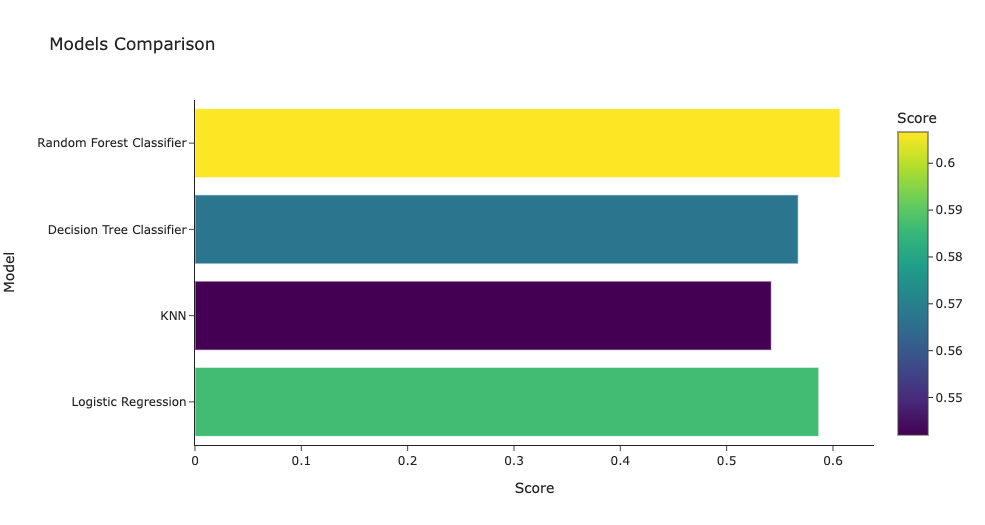 Models Comparison
Score
Random Forest Classifier
Decision Tree Classifier
KNN
Logistic Regression
Model
0.6
0.59
0.58
0.57
0.56
0.55
0 0.1 0.2 0.3 0.4 0.5 0.6
Score